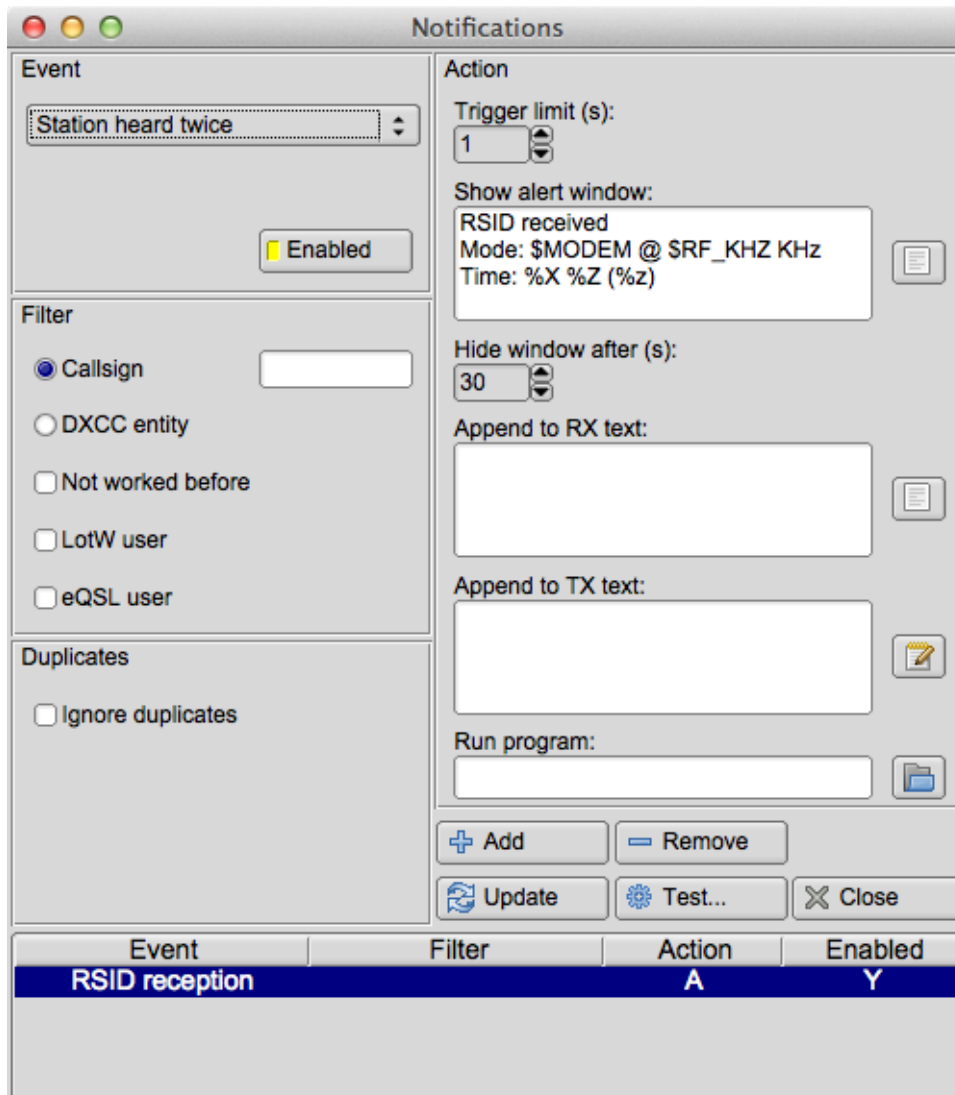 Notifications
Event
Station heard twice
Enabled
Filter
Callsign
DXCC entity
Not worked before
LotW user
eQSL user
Duplicates
Ignore duplicates
Action
Trigger limit (s):
1
Show alert window:
RSID received
Mode: $MODEM @ $RF_KHZ KHz
Time: %X %Z (%z)
Hide window after (s):
30
Append to RX text:
Append to TX text:
Run program:
Add
Remove
Update
Test...
Close
Event Filter Action Enabled
RSID reception A Y